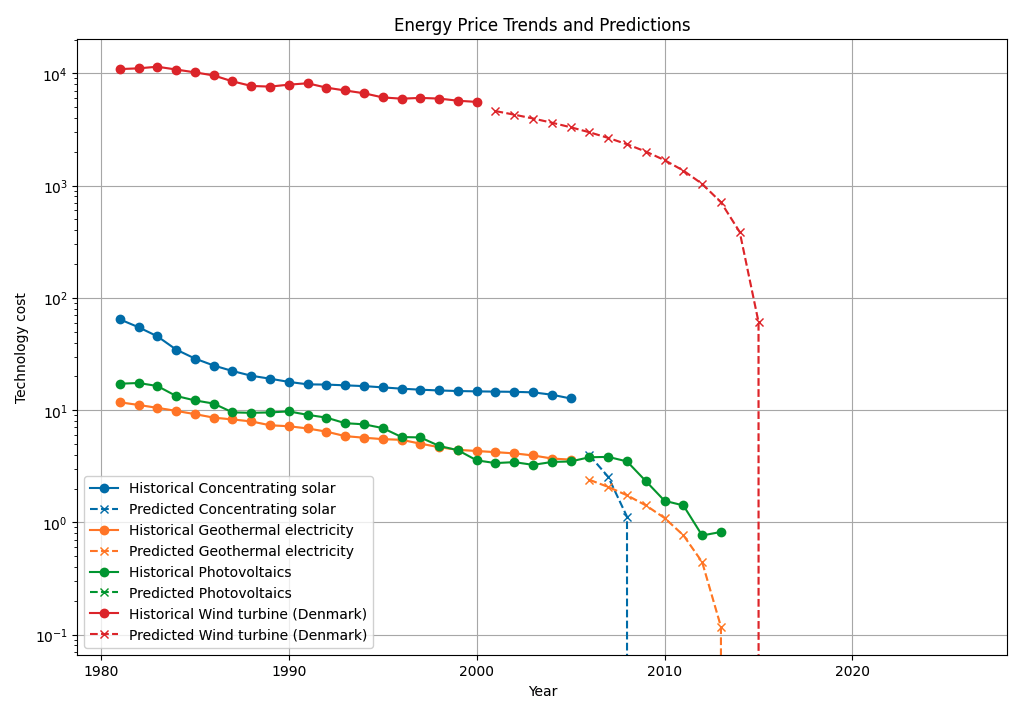 Energy Price Trends and Predictions
Technology cost
10^4
10^3
10^2
10^1
10^0
10^-1
Historical Concentrating solar
Predicted Concentrating solar
Historical Geothermal electricity
Predicted Geothermal electricity
Historical Photovoltaics
Predicted Photovoltaics
Historical Wind turbine (Denmark)
Predicted Wind turbine (Denmark)
1980 1990 2000 2010 2020
Year